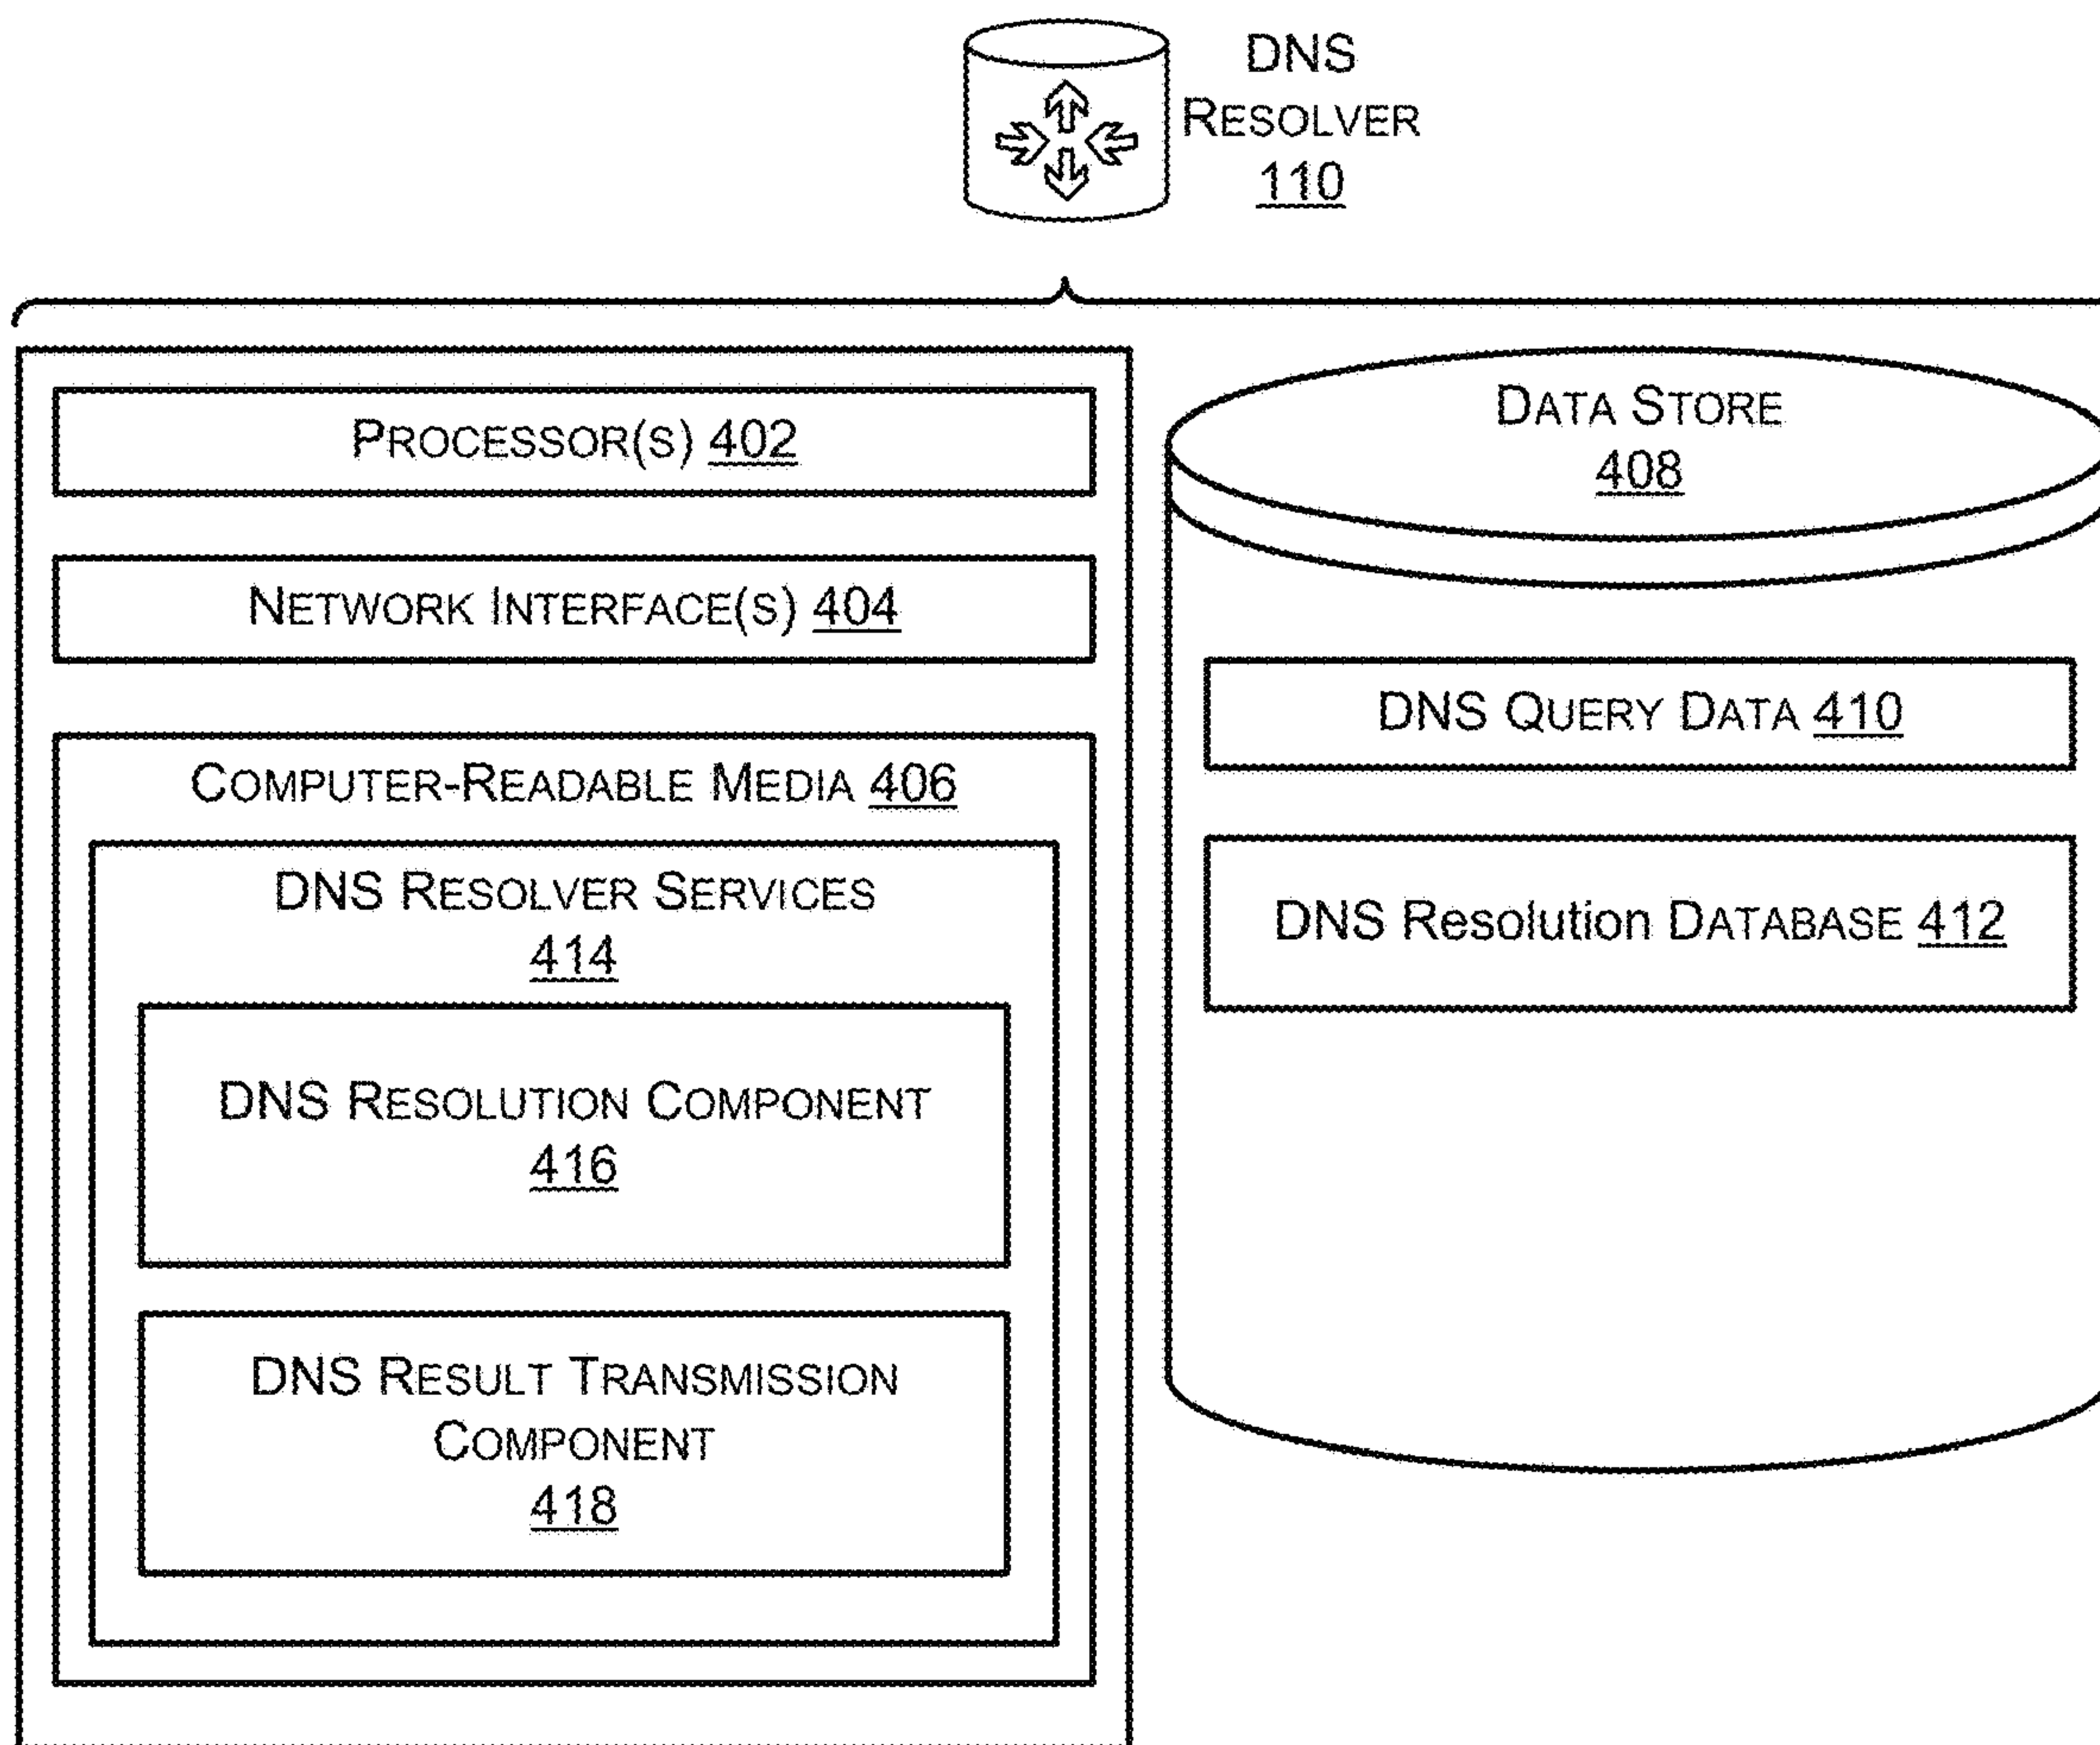 DNS
RESOLVER
110
PROCESSOR(S) 402
NETWORK INTERFACE(S) 404
COMPUTER-READABLE MEDIA 406
DNS RESOLVER SERVICES
414
DNS RESOLUTION COMPONENT
416
DNS RESULT TRANSMISSION
COMPONENT
418
DATA STORE
408
DNS QUERY DATA 410
DNS Resolution DATABASE 412